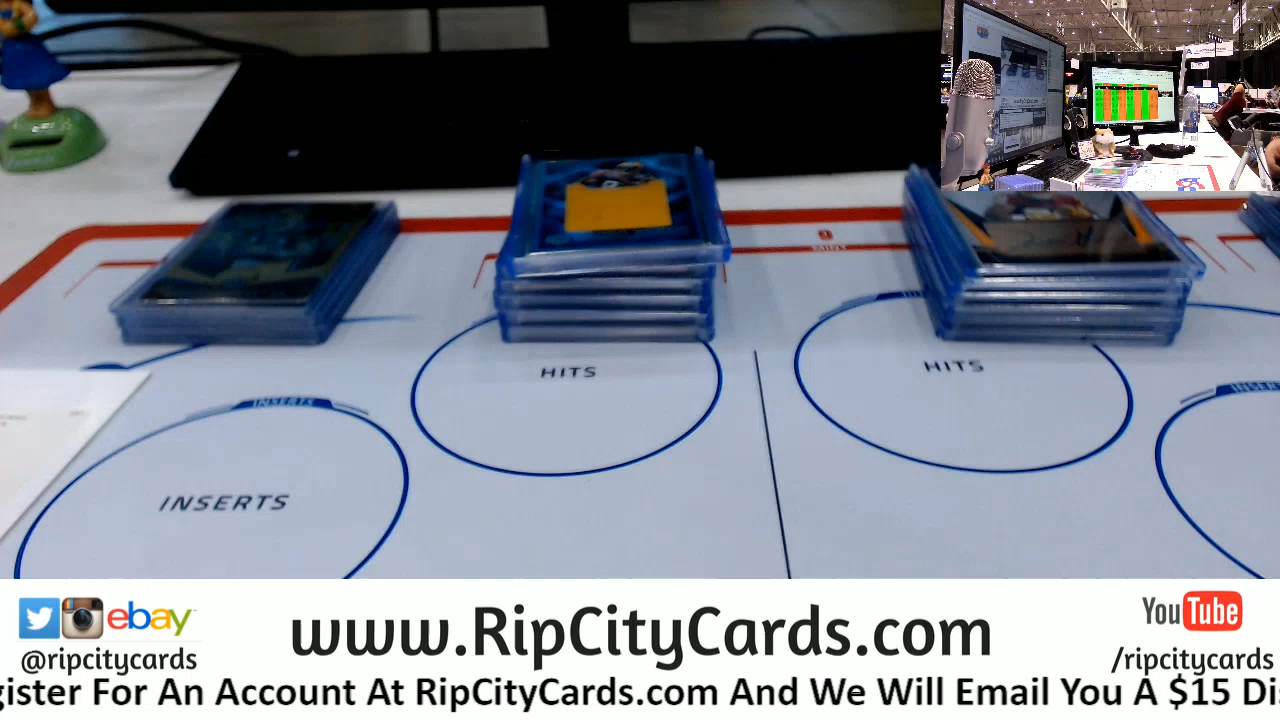 MINT
HITS
HITS
INSERTS
INSERTS
ebay
www.RipCityCards.com
YouTube
@ripcitycards
/ripcitycards
gister For An Account At RipCityCards.com And We Will Email You A $15 Dis